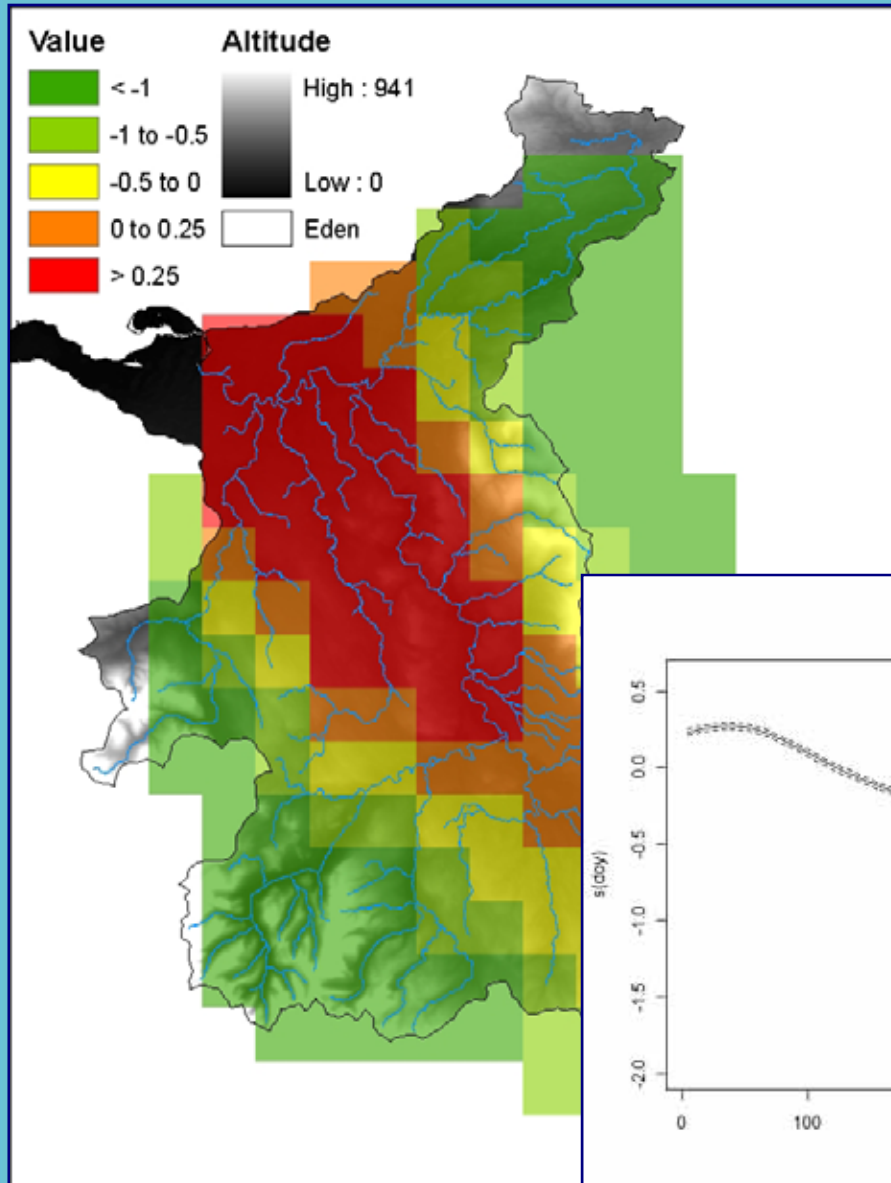 Value
< -1
-1 to -0.5
-0.5 to 0
0 to 0.25
> 0.25
Altitude
High : 941
Low : 0
Eden
0.5
0.0
-0.5
-1.0
-1.5
-2.0
s(doy)
0
100